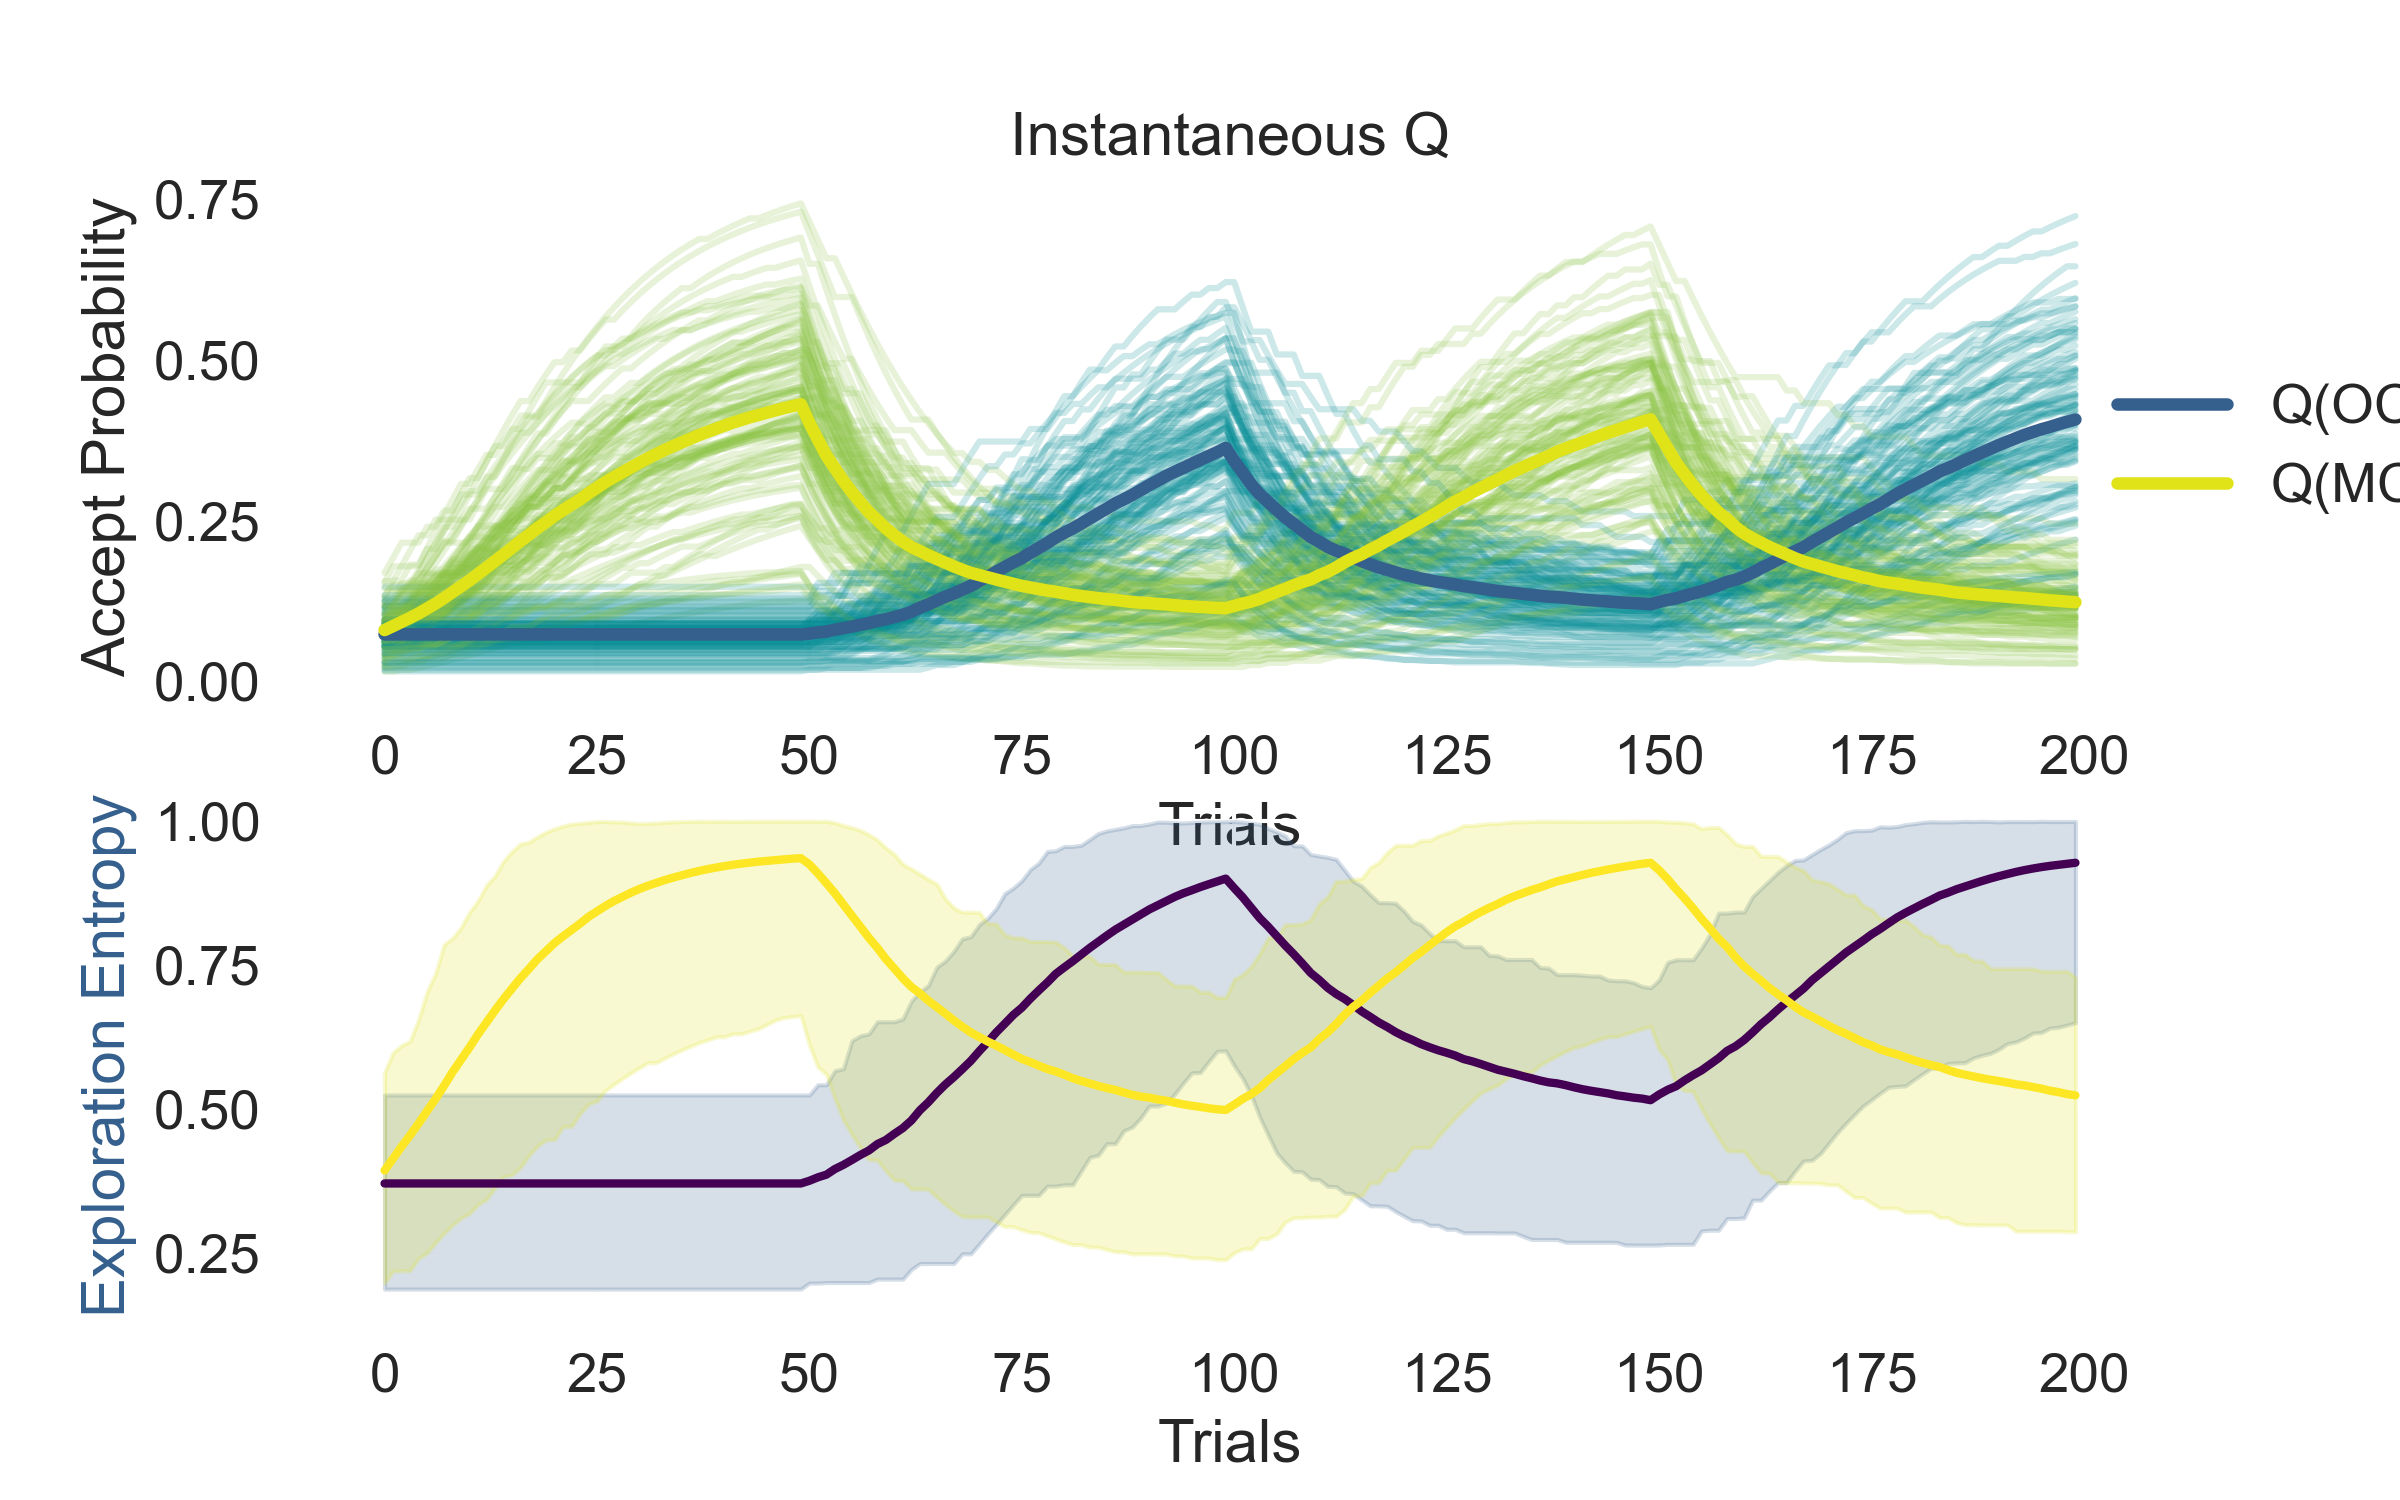 Instantaneous Q
Accept Probability
0.75
0.50
0.25
0.00
Q(OC
Q(MC
0 25 50 75 100 125 150 175 200
Trials
Exploration Entropy
1.00
0.75
0.50
0.25
0 25 50 75 100 125 150 175 200
Trials